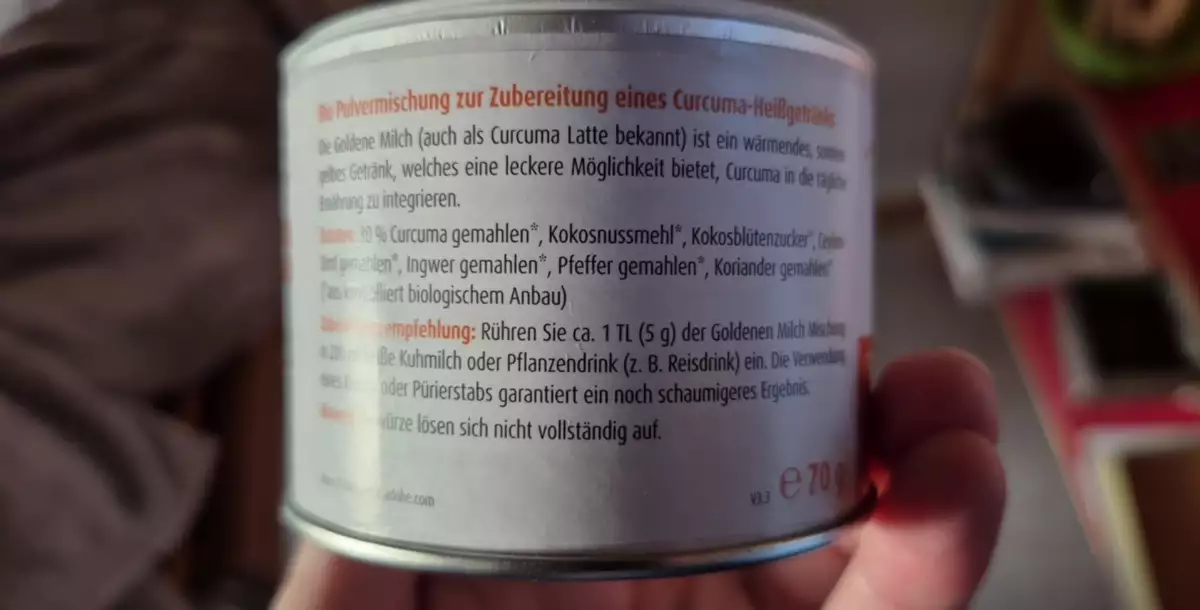 Die Pulvermischung zur Zubereitung eines Curcuma-Heißgetränks
Die Goldene Milch (auch als Curcuma Latte bekannt) ist ein wärmendes,
gelbes Getränk, welches eine leckere Möglichkeit bietet, Curcuma in die tägliche
Ernährung zu integrieren.
% Curcuma gemahlen*, Kokosnussmehl*, Kokosblütenzucker*,
gemahlen*, Ingwer gemahlen*, Pfeffer gemahlen*, Koriander gemahlen*
biologischem Anbau)
Rühren Sie ca. 1 TL (5 g) der Goldenen Milch Mischung
Kuhmilch oder Pflanzendrink (z. B. Reisdrink) ein. Die Verwendung
oder Pürierstabs garantiert ein noch schaumigeres Ergebnis.
lösen sich nicht vollständig auf.
V3.3 ℮ 70 g